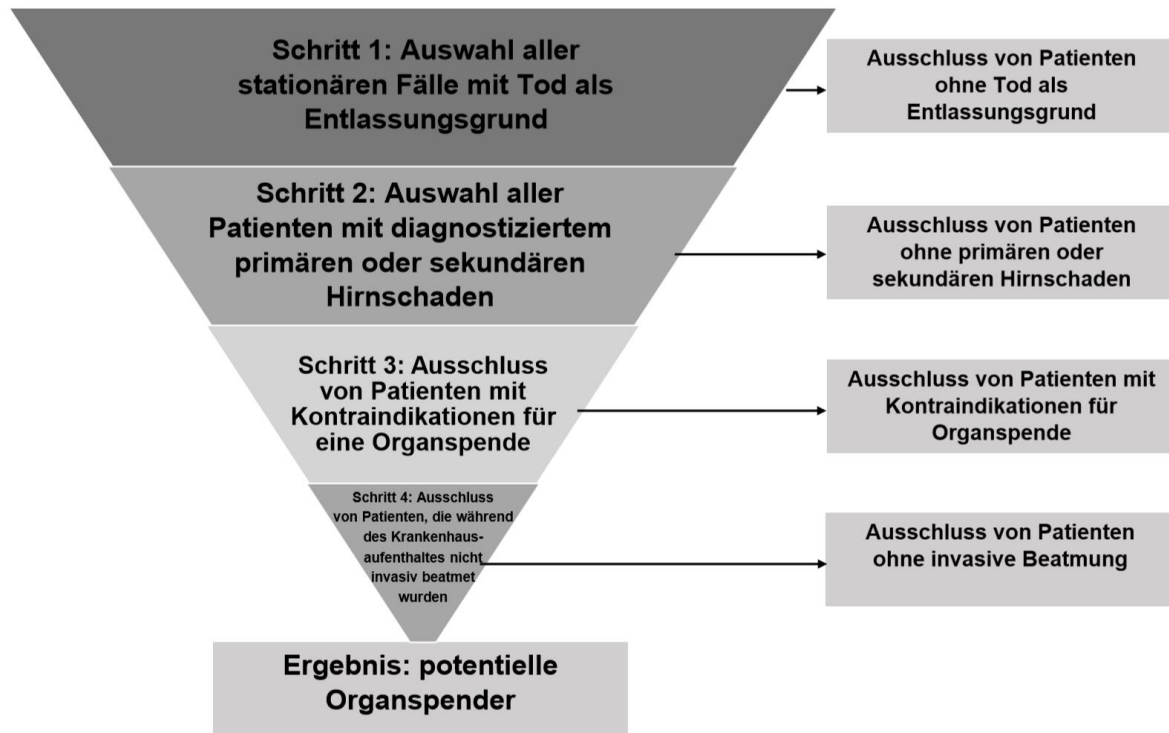 Schritt 1: Auswahl aller
stationären Fälle mit Tod als
Entlassungsgrund
Ausschluss von Patienten
ohne Tod als
Entlassungsgrund
Schritt 2: Auswahl aller
Patienten mit diagnostiziertem
primären oder sekundären
Hirnschaden
Ausschluss von Patienten
ohne primären oder
sekundären Hirnschaden
Schritt 3: Ausschluss
von Patienten mit
Kontraindikationen für
eine Organspende
Ausschluss von Patienten mit
Kontraindikationen für
Organspende
Schritt 4: Ausschluss
von Patienten, die während
des Krankenhaus-
aufenthaltes nicht
invasiv beatmet
wurden
Ausschluss von Patienten
ohne invasive Beatmung
Ergebnis: potentielle
Organspender